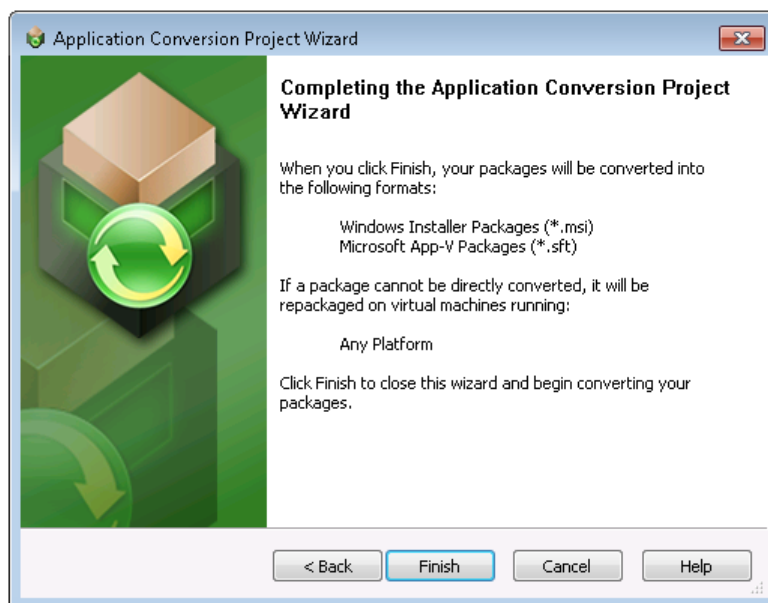 Application Conversion Project Wizard
Completing the Application Conversion Project
Wizard
When you click Finish, your packages will be converted into
the following formats:
Windows Installer Packages (*.msi)
Microsoft App-V Packages (*.sft)
If a package cannot be directly converted, it will be
repackaged on virtual machines running:
Any Platform
Click Finish to close this wizard and begin converting your
packages.
< Back
Finish
Cancel
Help